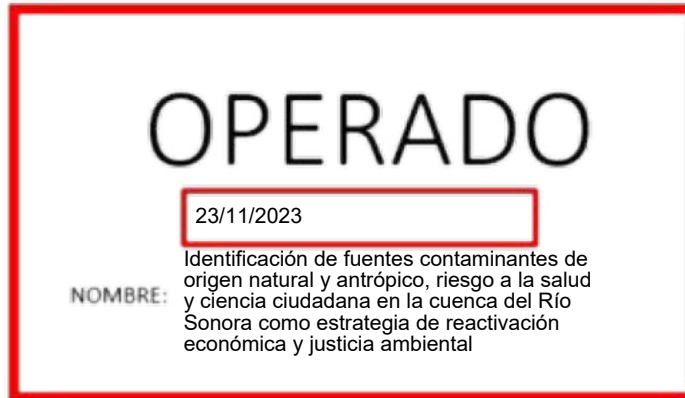 OPERADO
23/11/2023
Identificación de fuentes contaminantes de
origen natural y antrópico, riesgo a la salud
NOMBRE: y ciencia ciudadana en la cuenca del Río
Sonora como estrategia de reactivación
económica y justicia ambiental